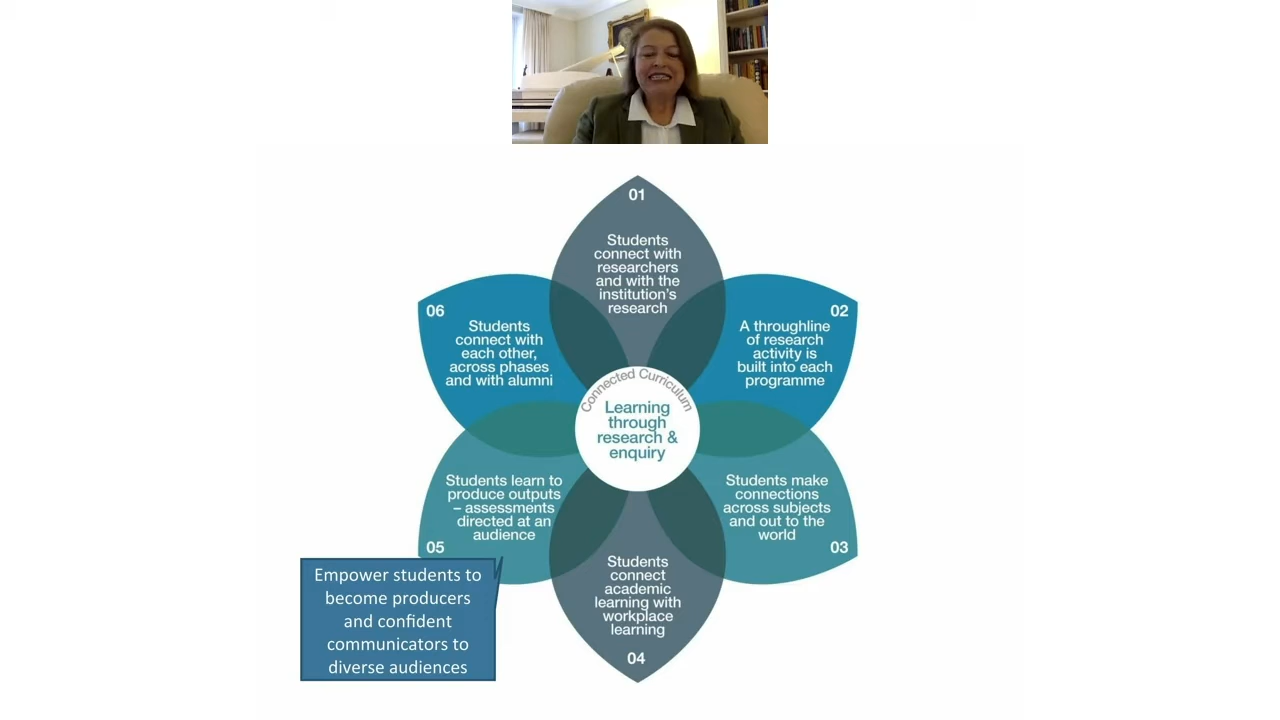 01
Students
connect with
researchers
and with the
institution's
research
02
A throughline
of research
activity is
built into each
programme
03
Students make
connections
across subjects
and out to the
world
04
Students
connect
academic
learning with
workplace
learning
05
Students learn to
produce outputs
– assessments
directed at an
audience
06
Students
connect with
each other,
across phases
and with alumni
Connected Curriculum
Learning
through
research &
enquiry
Empower students to
become producers
and confident
communicators to
diverse audiences